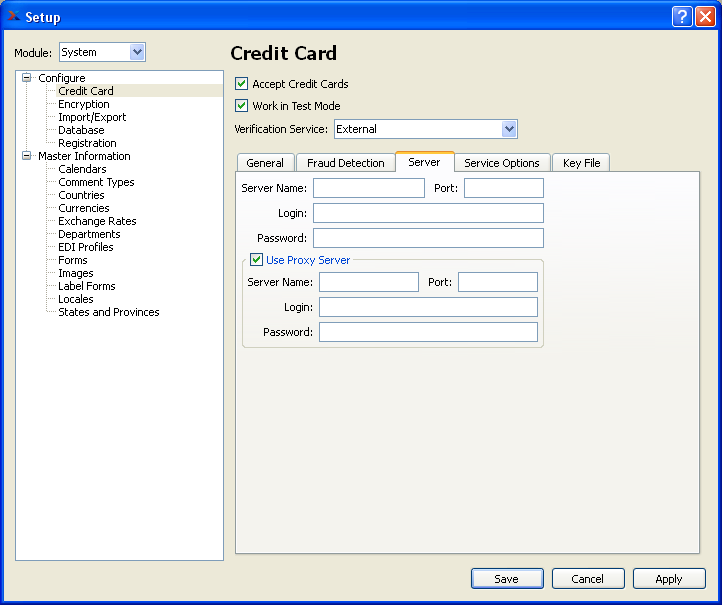 Setup
Module: System
Configure
Credit Card
Encryption
Import/Export
Database
Registration
Master Information
Calendars
Comment Types
Countries
Currencies
Exchange Rates
Departments
EDI Profiles
Forms
Images
Label Forms
Locales
States and Provinces
Credit Card
Accept Credit Cards
Work in Test Mode
Verification Service: External
General Fraud Detection Server Service Options Key File
Server Name: Port:
Login:
Password:
Use Proxy Server
Server Name: Port:
Login:
Password:
Save Cancel Apply